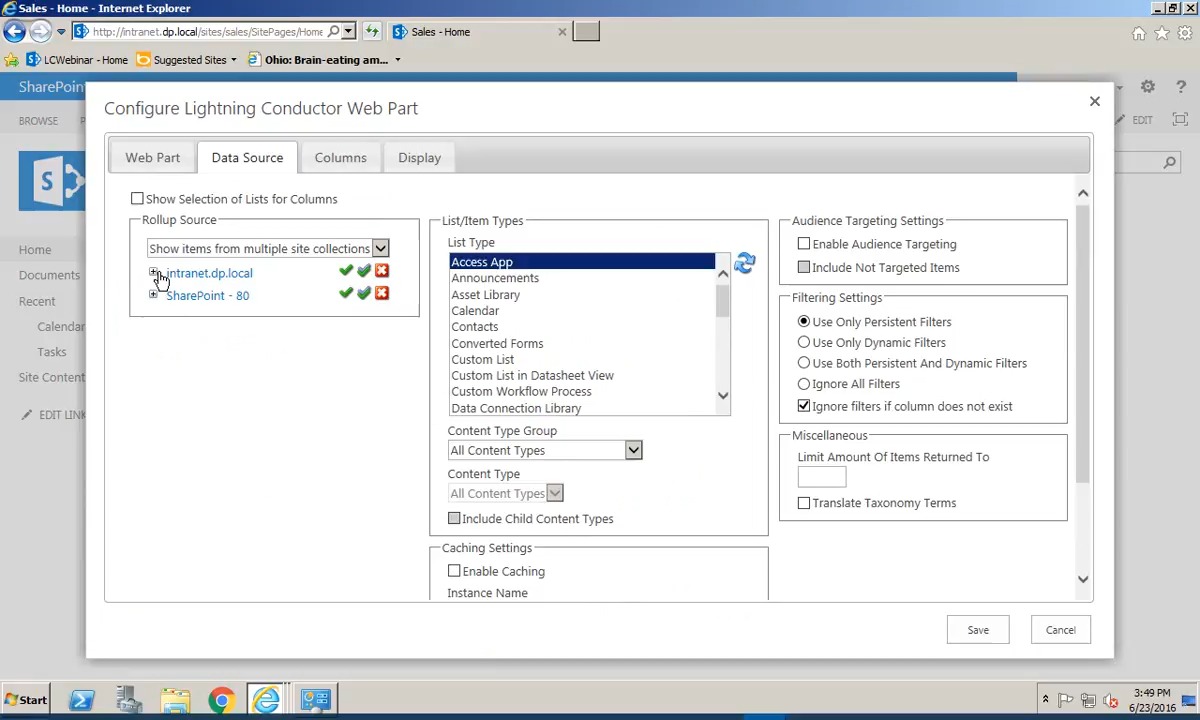 Sales - Home - Internet Explorer
http://intranet.dp.local/sites/sales/SitePages/Home
Sales - Home
LCWebinar - Home
Suggested Sites
Ohio: Brain-eating am...
SharePoin
BROWSE
P
EDIT
S
Home
Documents
Recent
Calendar
Tasks
Site Content
EDIT LINK
Configure Lightning Conductor Web Part
Web Part
Data Source
Columns
Display
Show Selection of Lists for Columns
Rollup Source
Show items from multiple site collections
intranet.dp.local
SharePoint - 80
List/Item Types
List Type
Access App
Announcements
Asset Library
Calendar
Contacts
Converted Forms
Custom List
Custom List in Datasheet View
Custom Workflow Process
Data Connection Library
Content Type Group
All Content Types
Content Type
All Content Types
Include Child Content Types
Caching Settings
Enable Caching
Instance Name
Audience Targeting Settings
Enable Audience Targeting
Include Not Targeted Items
Filtering Settings
Use Only Persistent Filters
Use Only Dynamic Filters
Use Both Persistent And Dynamic Filters
Ignore All Filters
Ignore filters if column does not exist
Miscellaneous
Limit Amount Of Items Returned To
Translate Taxonomy Terms
Save
Cancel
Start
3:49 PM
6/23/2016